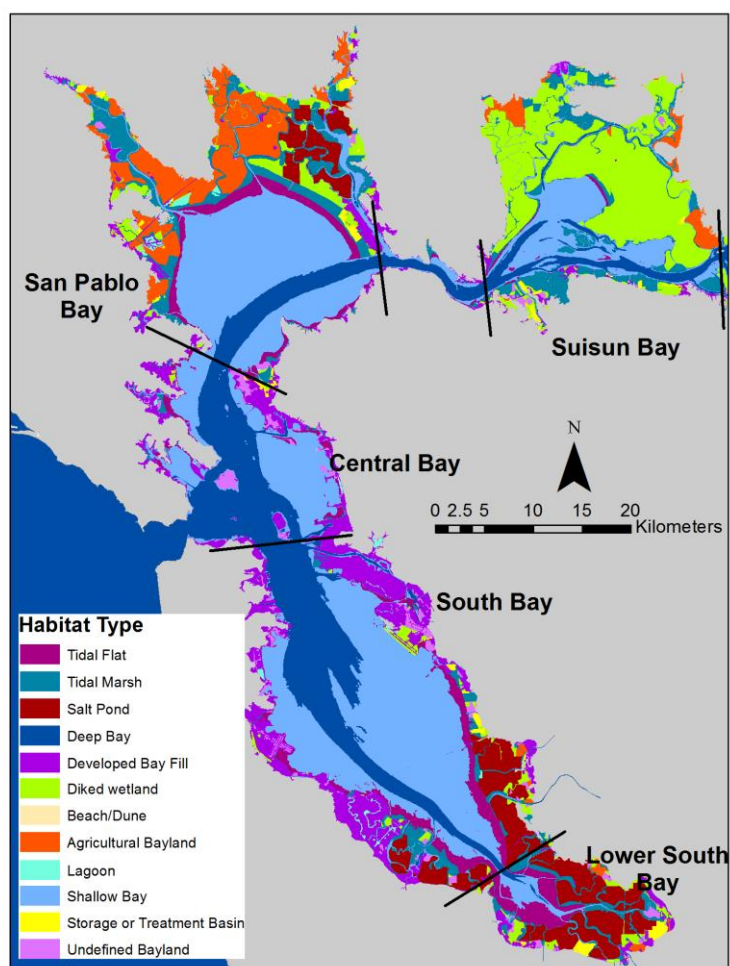 San Pablo
Bay
Suisun Bay
N
Central Bay
0 2.5 5 10 15 20
Kilometers
South Bay
Lower South
Bay
Habitat Type
Tidal Flat
Tidal Marsh
Salt Pond
Deep Bay
Developed Bay Fill
Diked wetland
Beach/Dune
Agricultural Bayland
Lagoon
Shallow Bay
Storage or Treatment Basin
Undefined Bayland